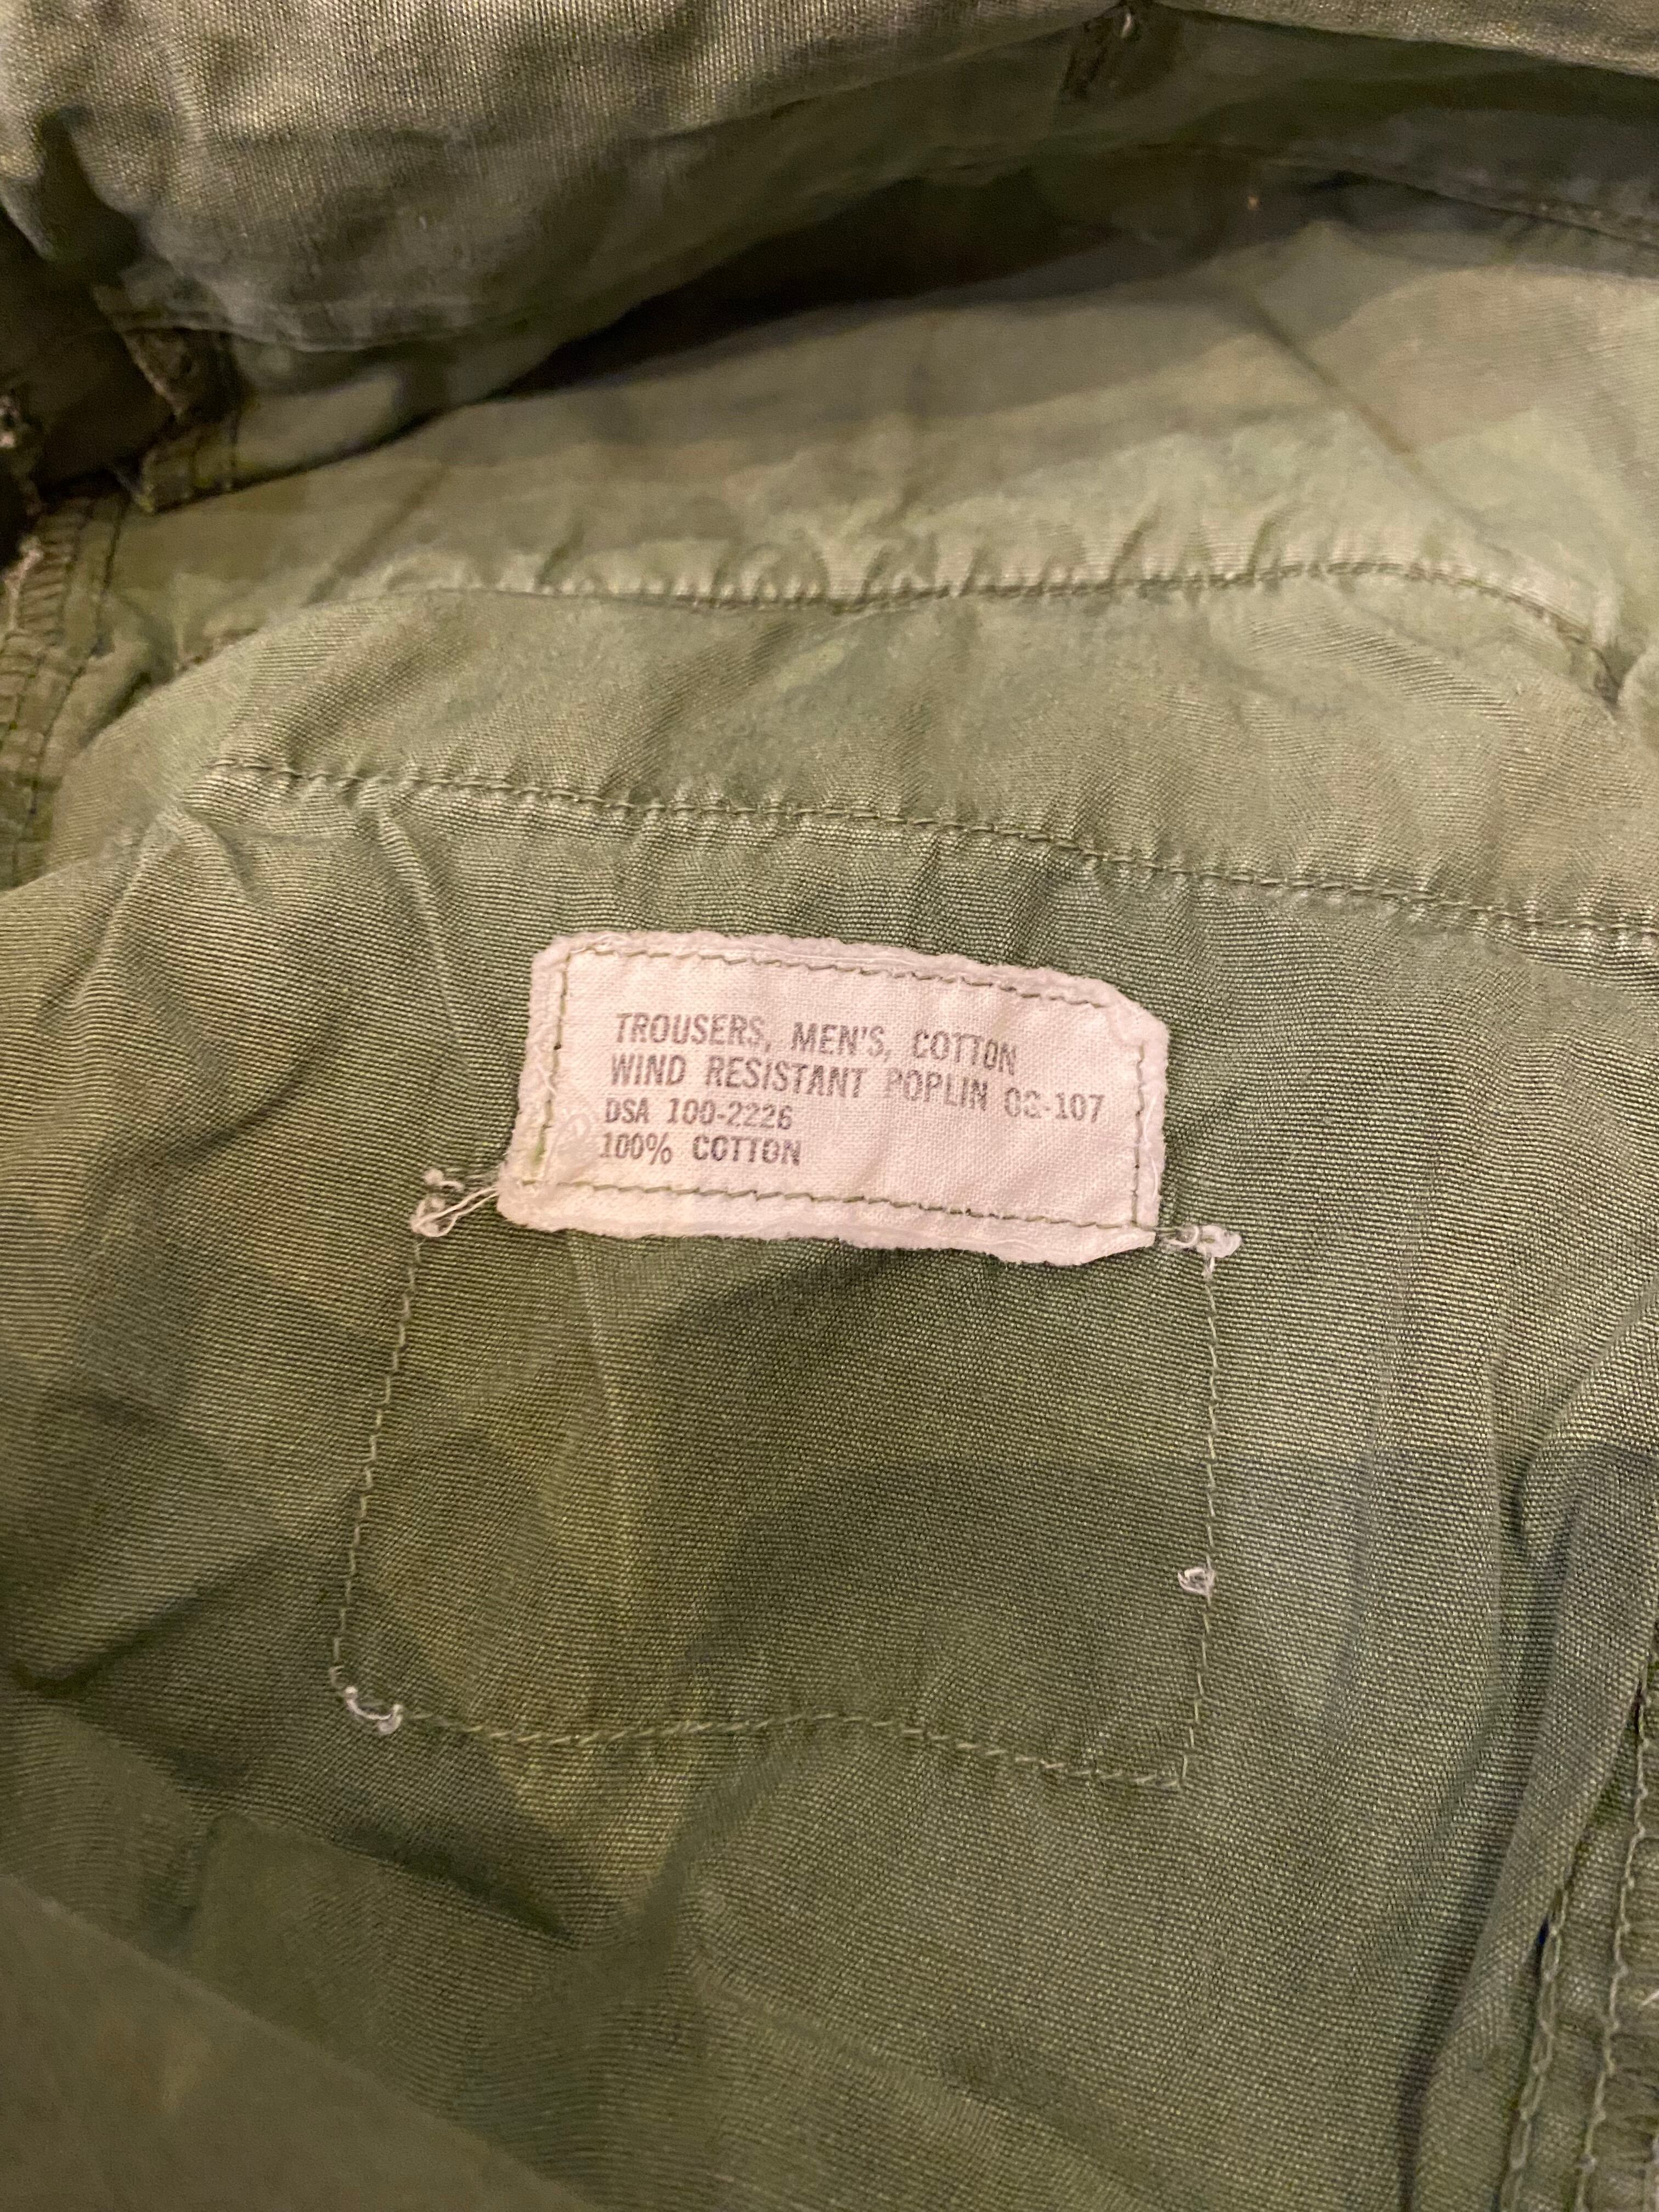 TROUSERS, MEN'S, COTTON
WIND RESISTANT POPLIN OG-107
DSA 100-2226
100% COTTON